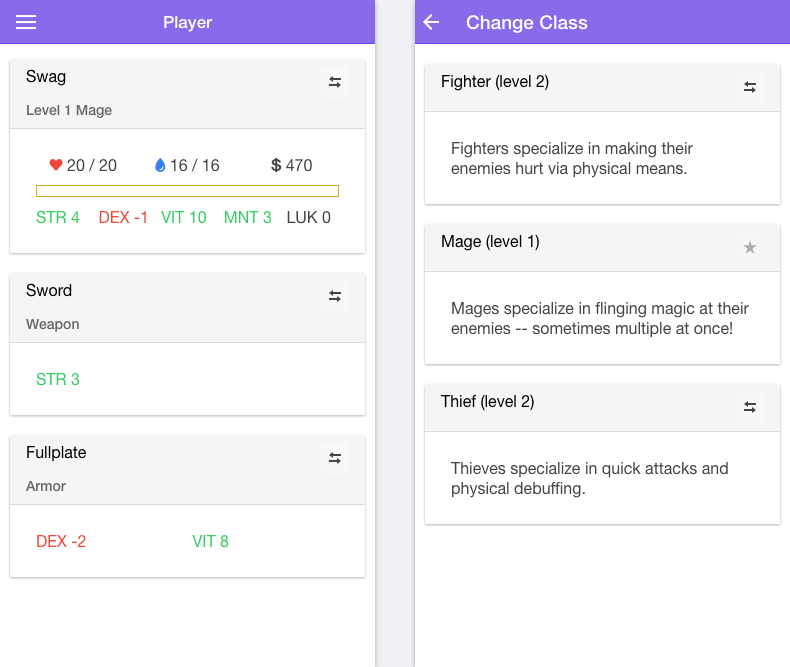 Player
Swag
Level 1 Mage
20 / 20 16 / 16 $ 470
STR 4 DEX -1 VIT 10 MNT 3 LUK 0
Sword
Weapon
STR 3
Fullplate
Armor
DEX -2 VIT 8
Change Class
Fighter (level 2)
Fighters specialize in making their
enemies hurt via physical means.
Mage (level 1)
Mages specialize in flinging magic at their
enemies -- sometimes multiple at once!
Thief (level 2)
Thieves specialize in quick attacks and
physical debuffing.